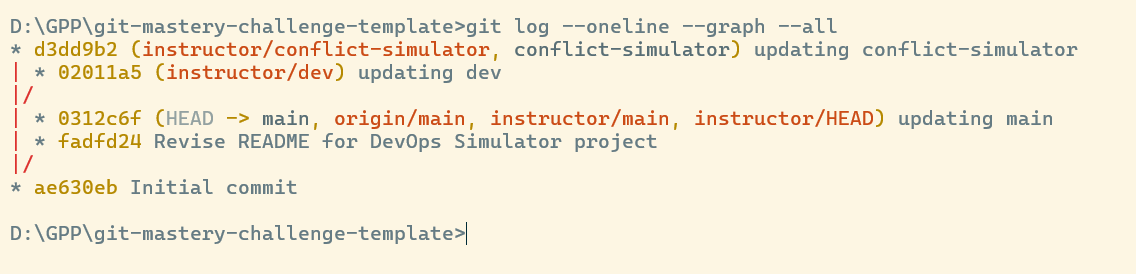 D:\GPP\git-mastery-challenge-template>git log --oneline --graph --all
* d3dd9b2 (instructor/conflict-simulator, conflict-simulator) updating conflict-simulator
| * 02011a5 (instructor/dev) updating dev
|/
| * 0312c6f (HEAD -> main, origin/main, instructor/main, instructor/HEAD) updating main
| * fadfd24 Revise README for DevOps Simulator project
|/
* ae630eb Initial commit
D:\GPP\git-mastery-challenge-template>